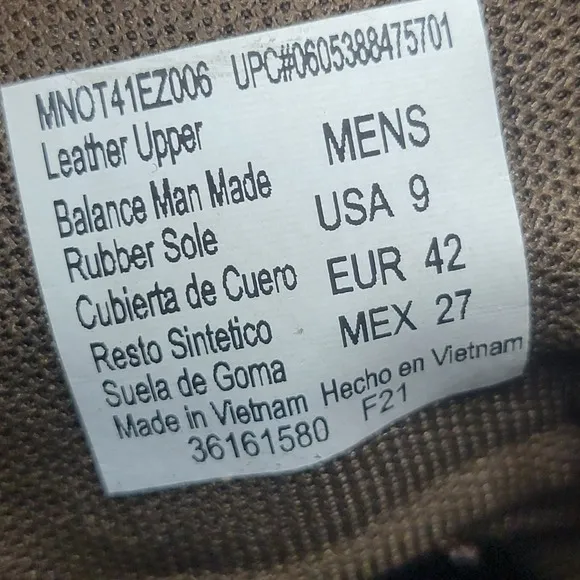 MNOT41EZ006 UPC#0605388475701
Leather Upper
Balance Man Made
Rubber Sole
Cubierta de Cuero
Resto Sintetico
Suela de Goma
Made in Vietnam Hecho en Vietnam
36161580 F21
MENS
USA 9
EUR 42
MEX 27